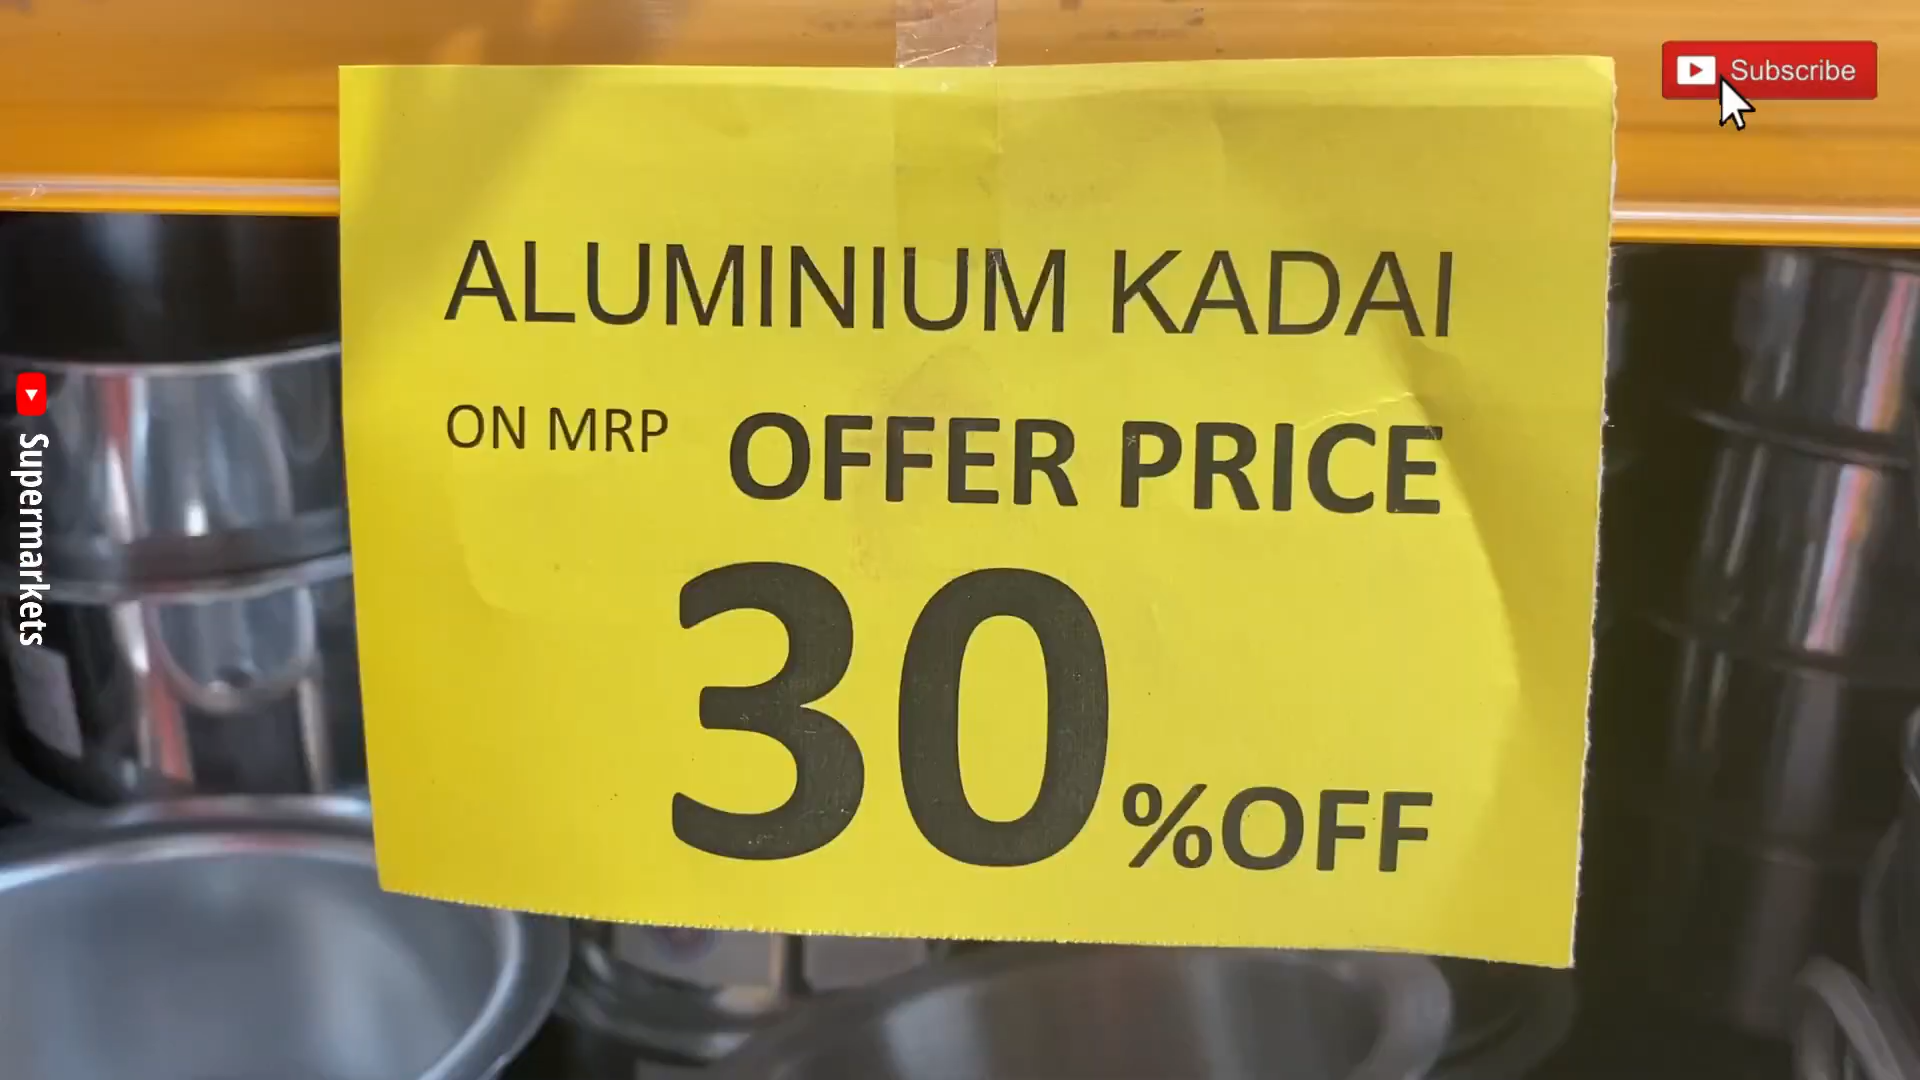 Subscribe
ALUMINIUM KADAI
ON MRP OFFER PRICE
30 %OFF
Supermarkets